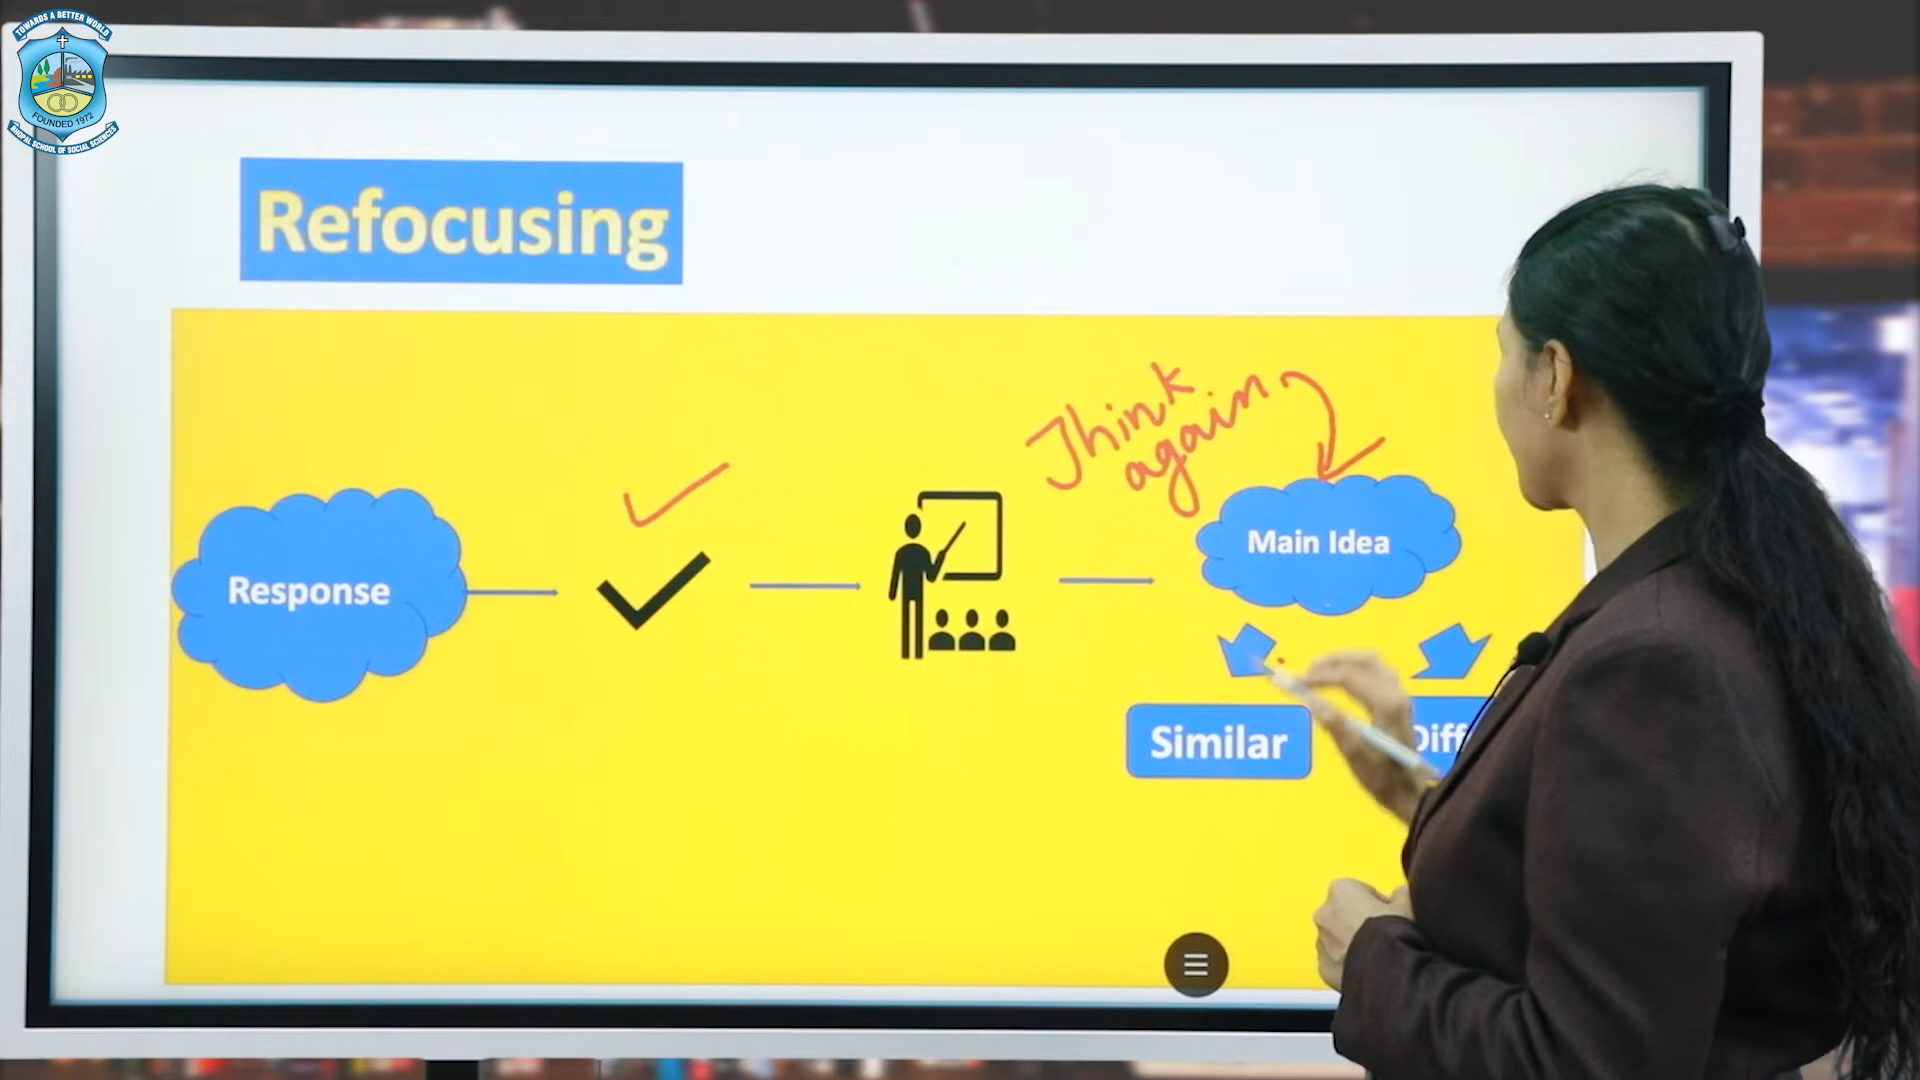 TOWARDS A BETTER WORLD
FOUNDED 1972
BHOPAL SCHOOL OF SOCIAL SCIENCES
Refocusing
Think
again
Response
Main Idea
Similar